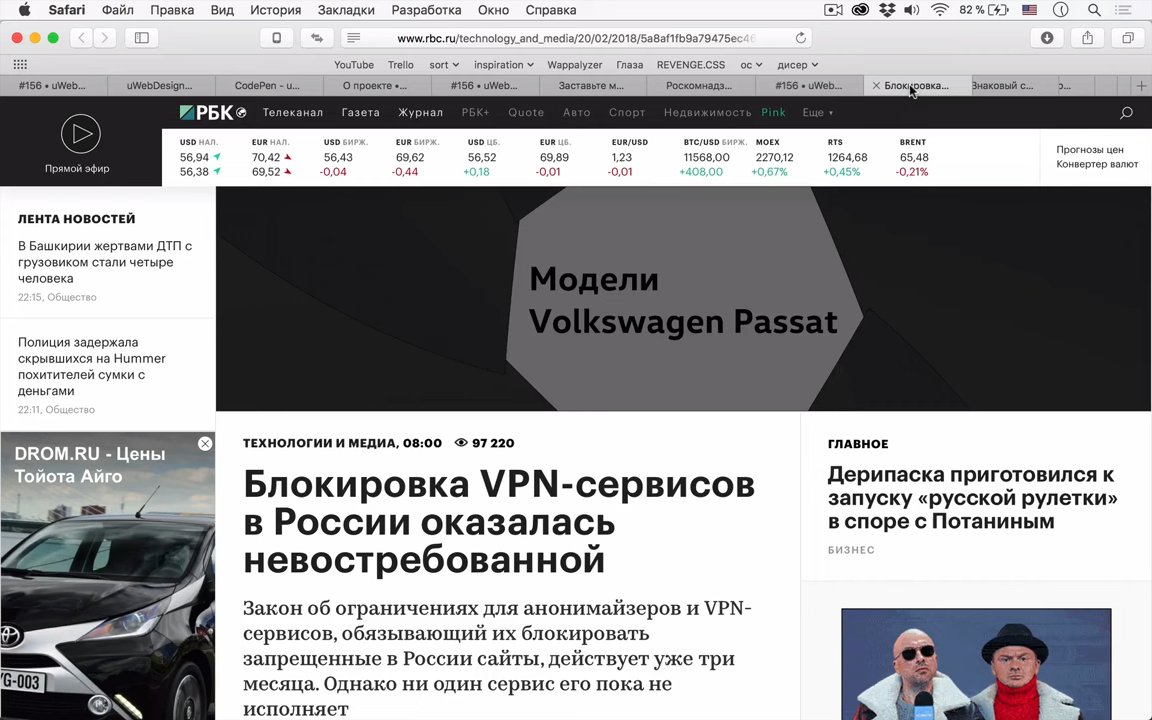 Safari Файл Правка Вид История Закладки Разработка Окно Справка 82 %
www.rbc.ru/technology_and_media/20/02/2018/5a8af1fb9a79475ec46
YouTube Trello sort inspiration Wappalyzer Глаза REVENGE.CSS ос дисер
#156 • uWeb... uWebDesign... CodePen - u... О проекте •... #156 • uWeb... Заставьте м... Роскомнадз... #156 • uWeb... Блокировка... Знаковый с...
РБК Телеканал Газета Журнал РБК+ Quote Авто Спорт Недвижимость Pink Еще
Прямой эфир
USD НАЛ. EUR НАЛ. USD БИРЖ. EUR БИРЖ. USD ЦБ. EUR ЦБ. EUR/USD BTC/USD БИРЖ. MOEX RTS BRENT
56,94 70,42 56,43 69,62 56,52 69,89 1,23 11568,00 2270,12 1264,68 65,48
56,38 69,52 -0,04 -0,44 +0,18 -0,01 -0,01 +408,00 +0,67% +0,45% -0,21%
Прогнозы цен
Конвертер валют
ЛЕНТА НОВОСТЕЙ
В Башкирии жертвами ДТП с
грузовиком стали четыре
человека
22:15, Общество
Полиция задержала
скрывшихся на Hummer
похитителей сумки с
деньгами
22:11, Общество
DROM.RU - Цены
Тойота Айго
YG-003
Модели
Volkswagen Passat
ТЕХНОЛОГИИ И МЕДИА, 08:00 97 220
Блокировка VPN-сервисов
в России оказалась
невостребованной
Закон об ограничениях для анонимайзеров и VPN-
сервисов, обязывающий их блокировать
запрещенные в России сайты, действует уже три
месяца. Однако ни один сервис его пока не
исполняет
ГЛАВНОЕ
Дерипаска приготовился к
запуску «русской рулетки»
в споре с Потаниным
БИЗНЕС